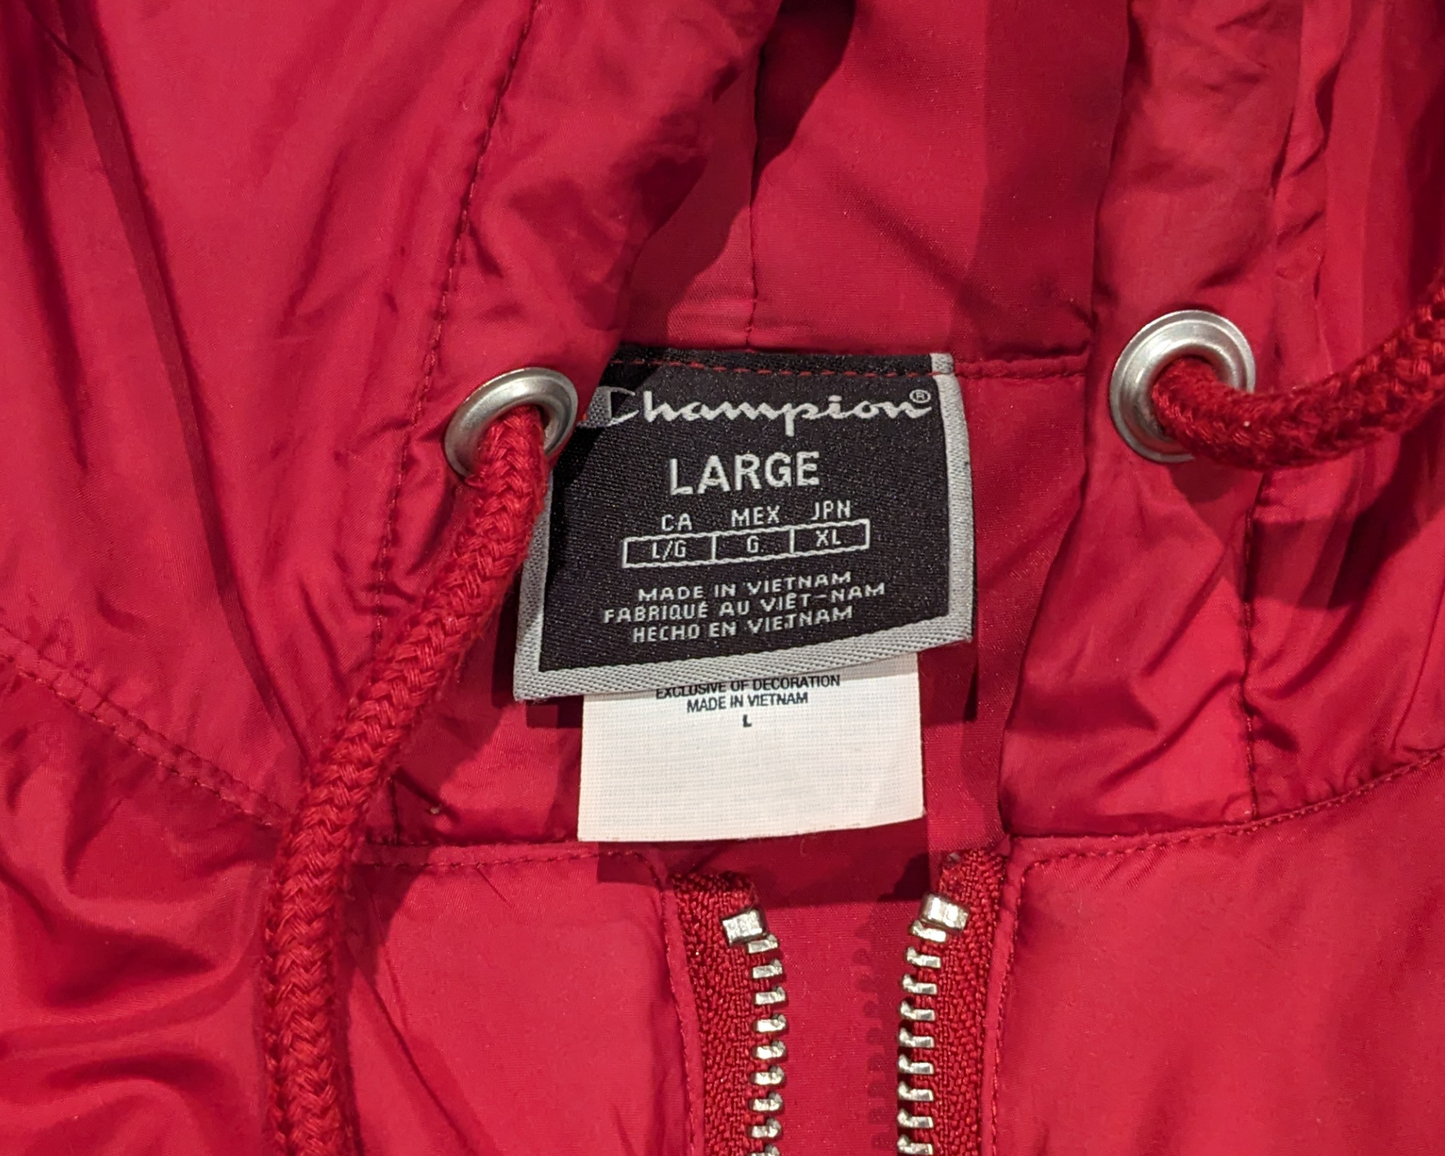 Champion®
LARGE
CA MEX JPN
L/G G XL
MADE IN VIETNAM
FABRIQUÉ AU VIÊT-NAM
HECHO EN VIETNAM
EXCLUSIVE OF DECORATION
MADE IN VIETNAM
L